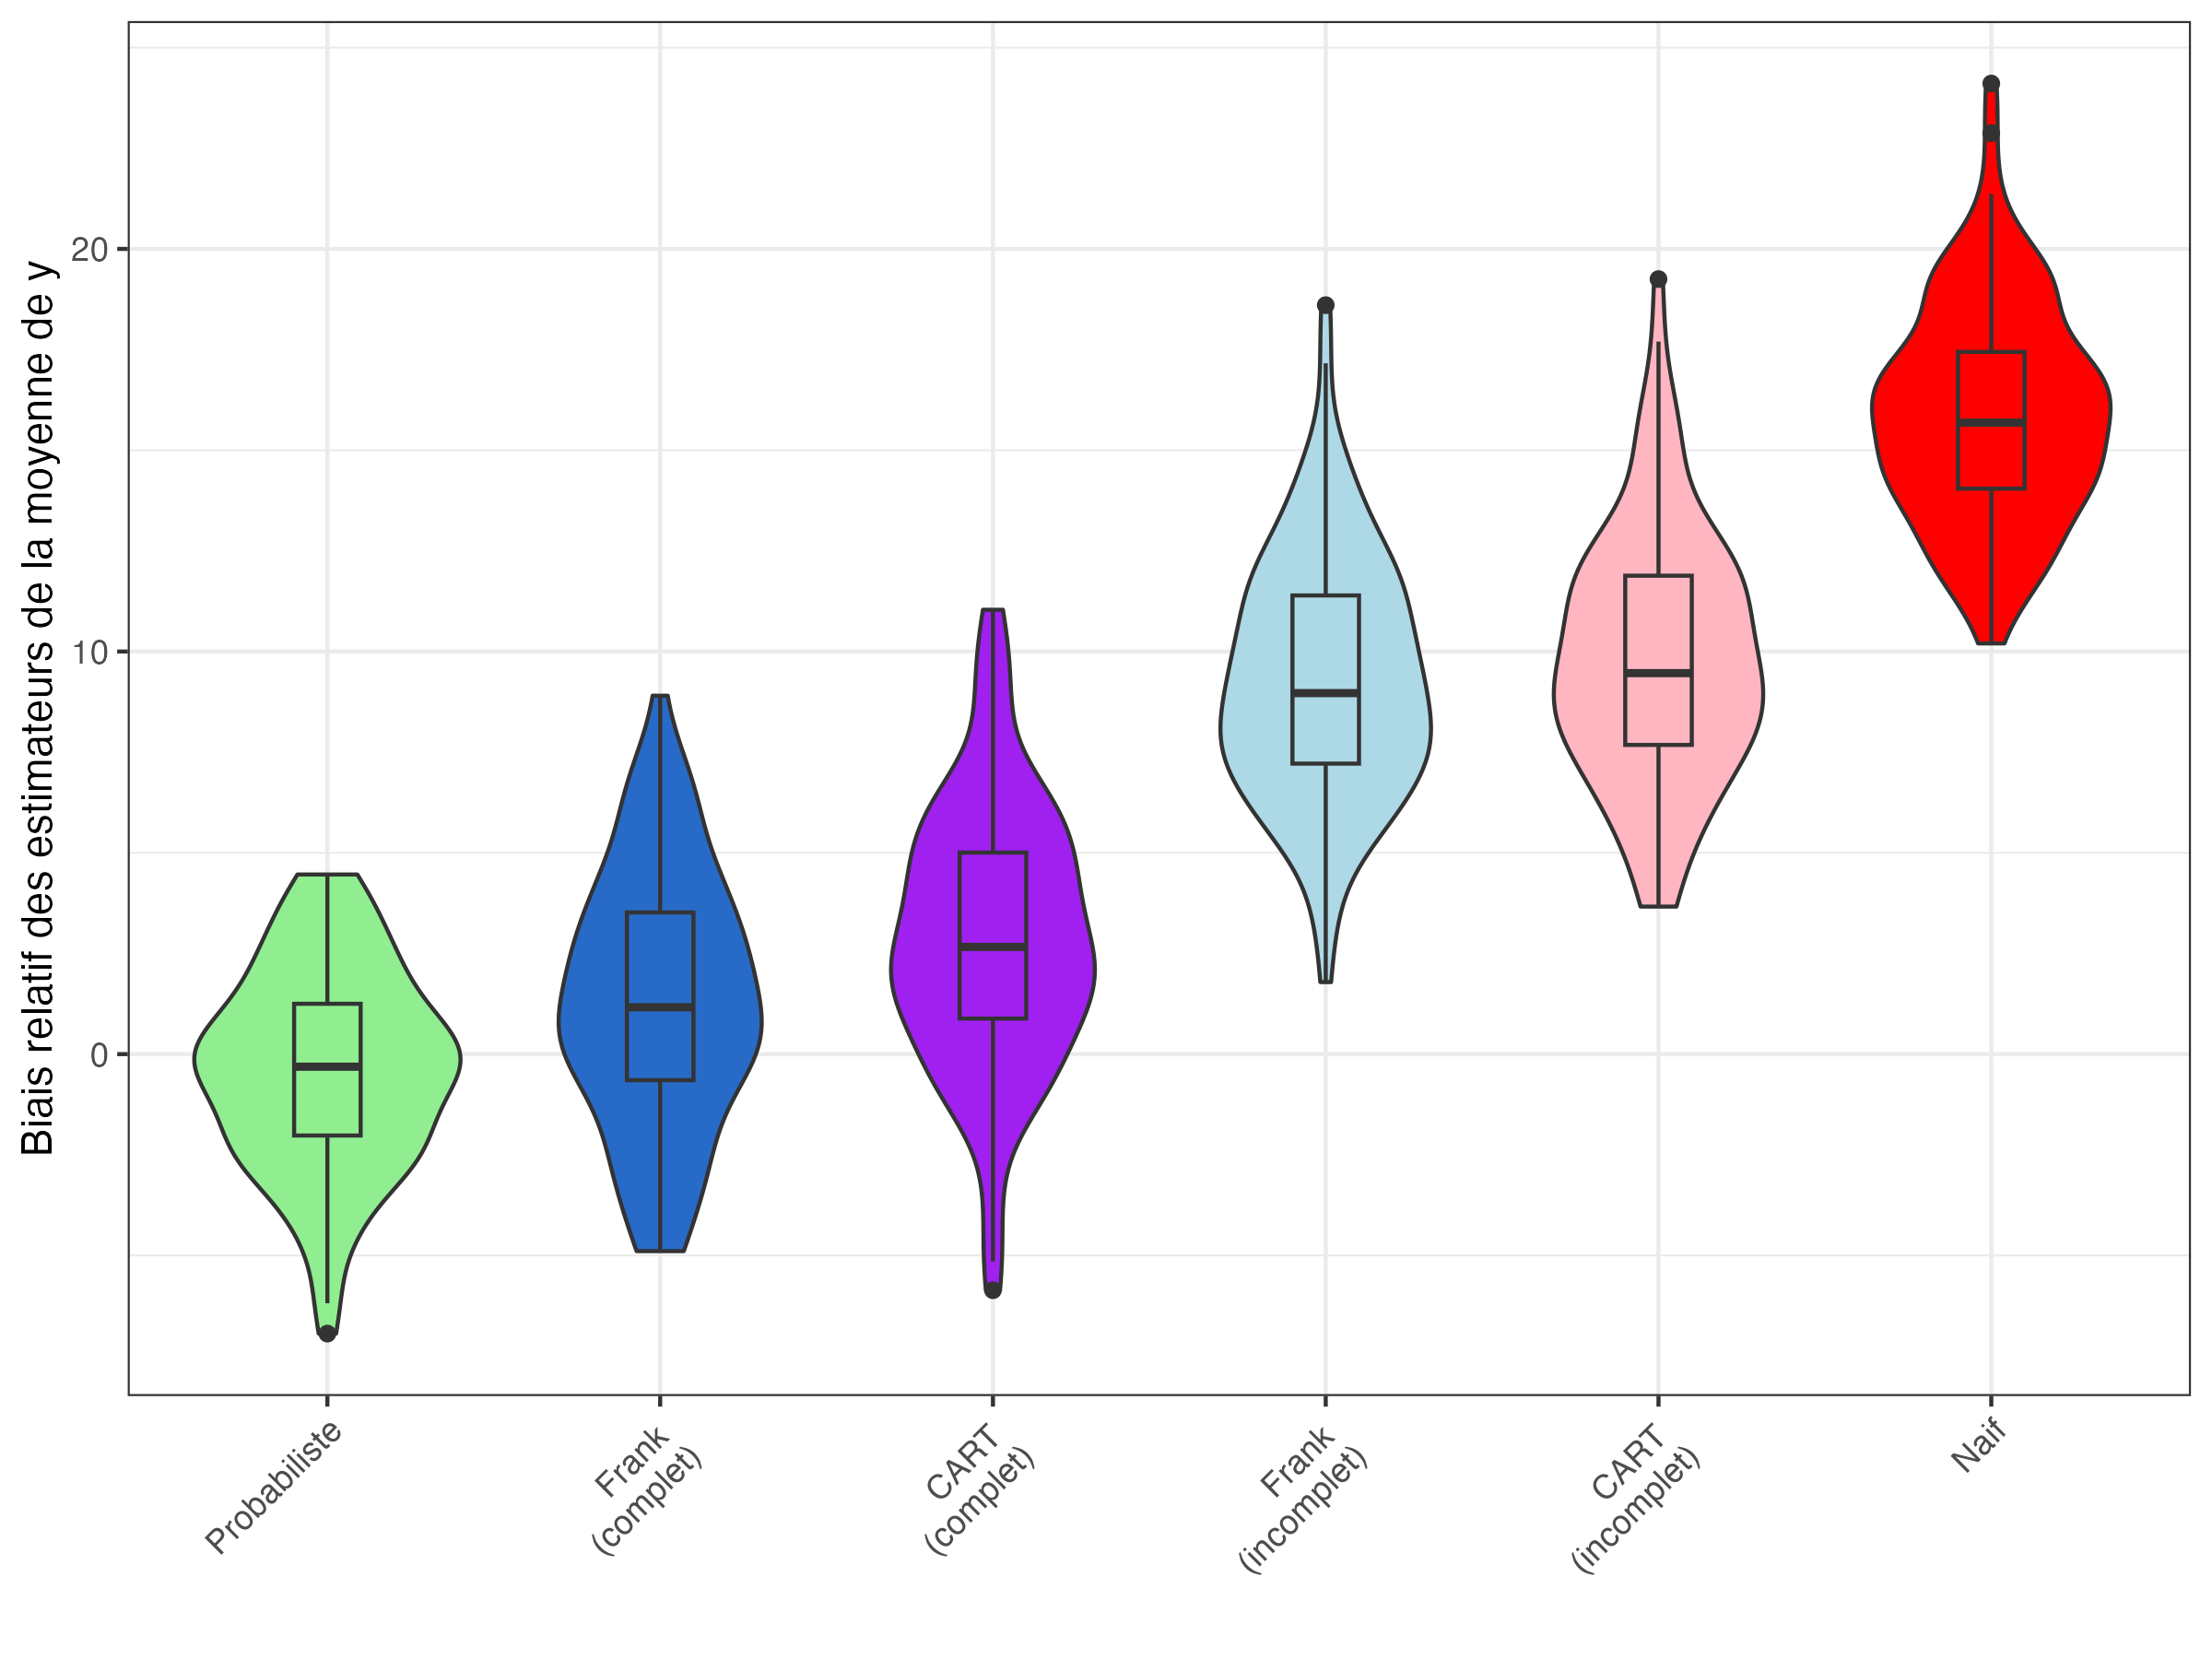 Biais relatif des estimateurs de la moyenne de y
20
10
0
Probabiliste
Frank
(complet)
CART
(complet)
Frank
(incomplet)
CART
(incomplet)
Naif